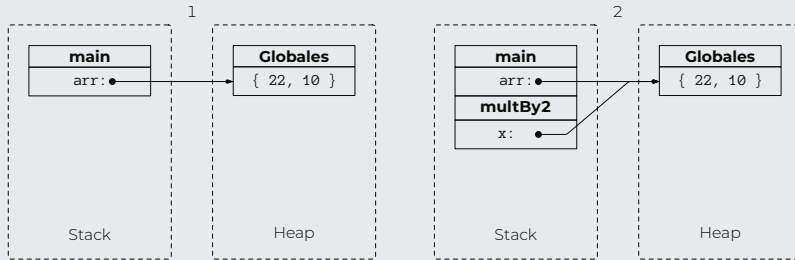 1
main
arr:
Globales
{ 22, 10 }
Stack
Heap
2
main
arr:
multBy2
x:
Globales
{ 22, 10 }
Stack
Heap